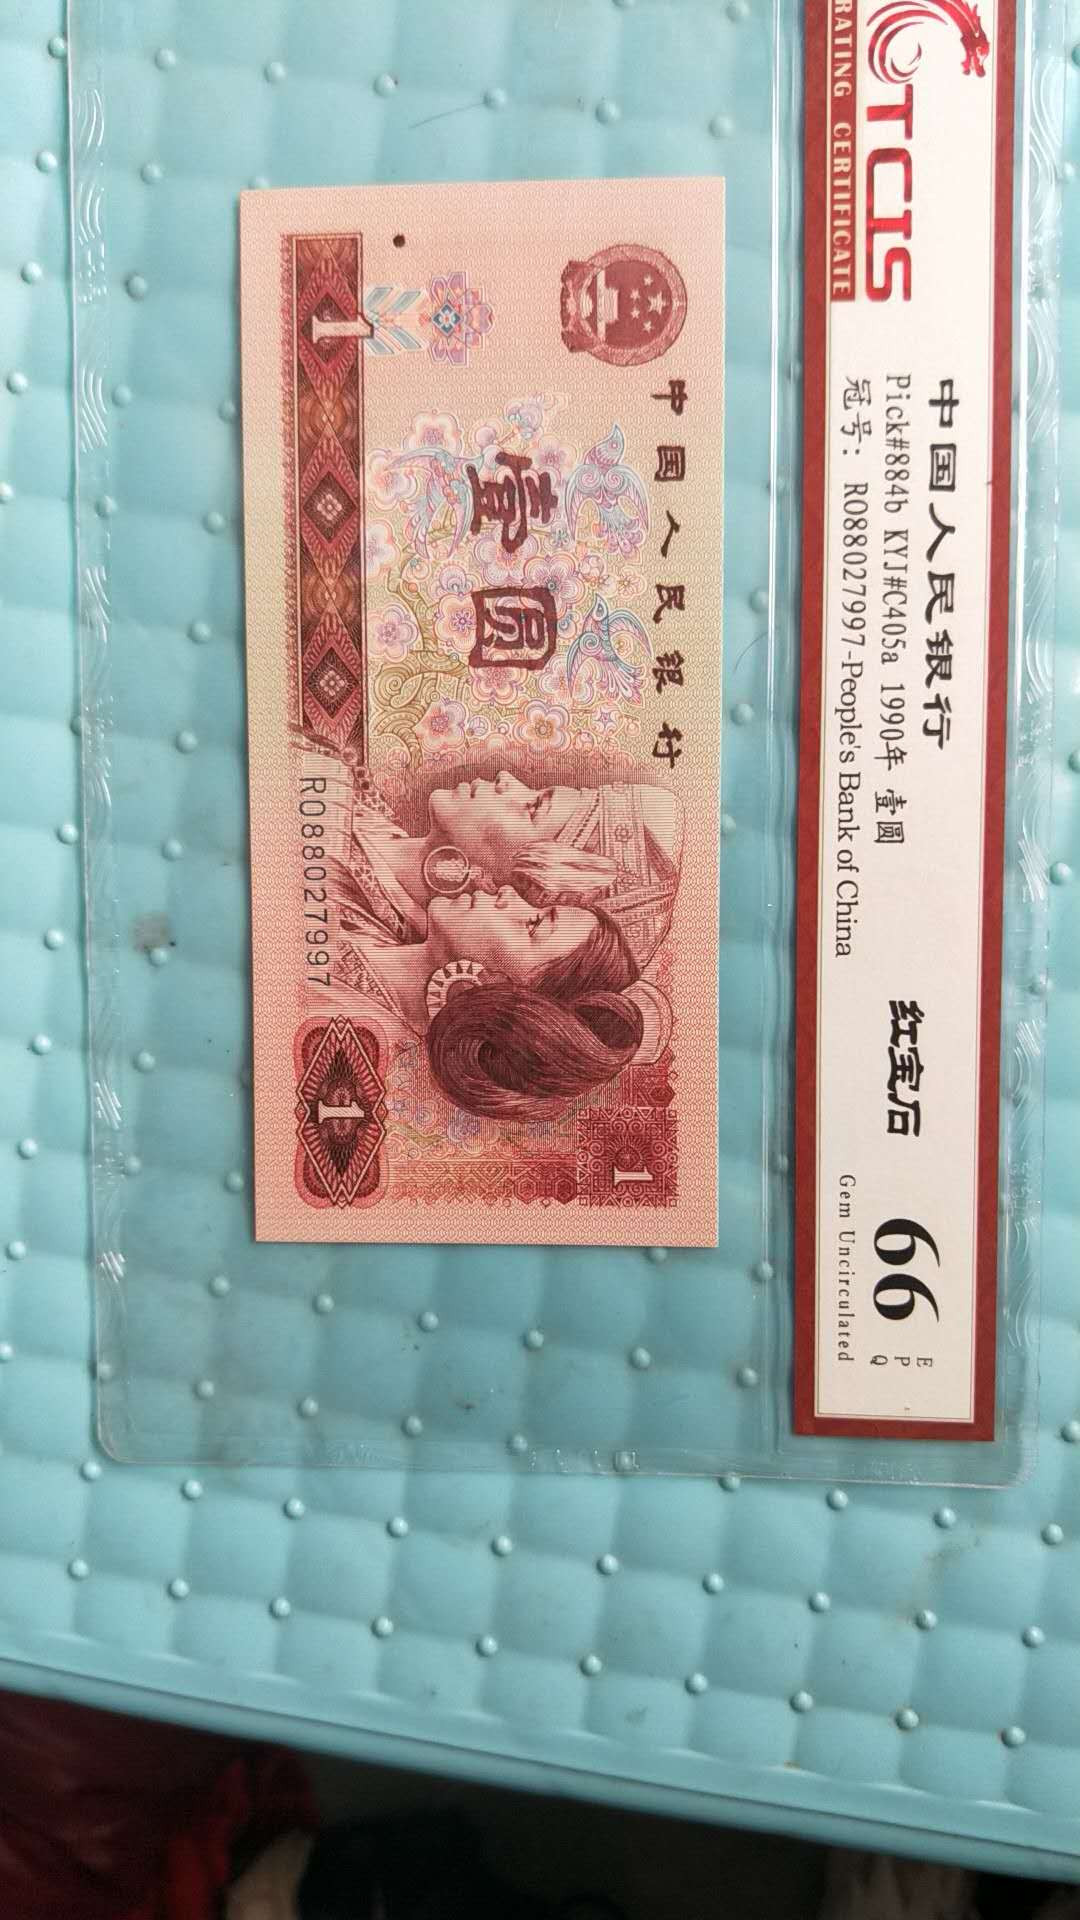 TCIS
RATING CERTIFICATE
中国人民银行
Pick#884b KYJ#C405a 1990年 壹圆
冠号: RO88027997-People's Bank of China
红宝石
66
E
P
Q
Gem Uncirculated
中国人民银行
壹圆
1
RO88027997
1
1